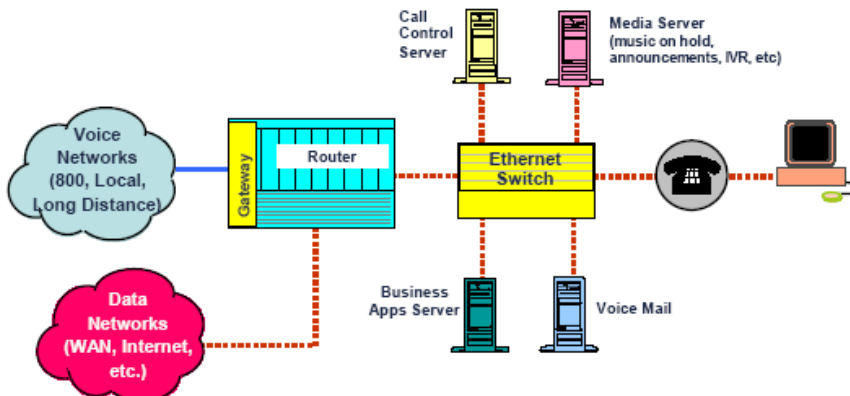 Call
Control
Server
Media Server
(music on hold,
announcements, IVR, etc)
Voice
Networks
(800, Local,
Long Distance)
Gateway
Router
Ethernet
Switch
Data
Networks
(WAN, Internet,
etc.)
Business
Apps Server
Voice Mail